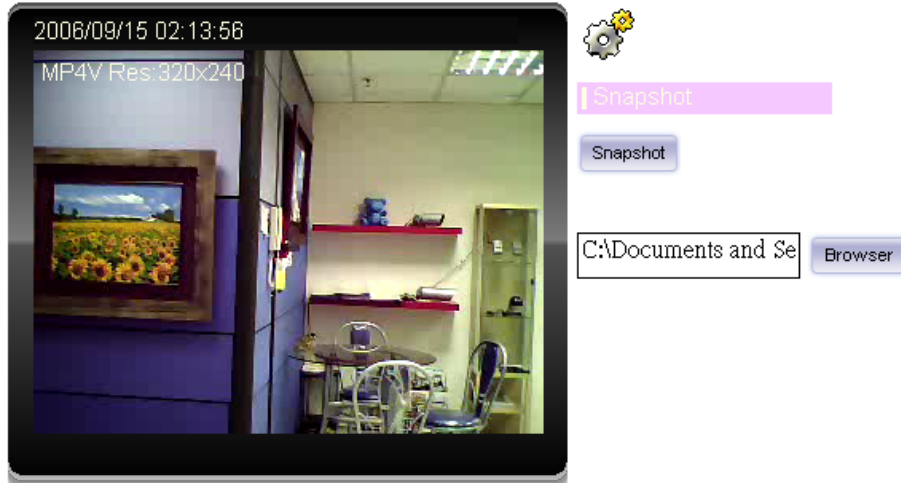 2006/09/15 02:13:56
MP4V Res:320x240
Snapshot
Snapshot
C:\Documents and Se
Browser